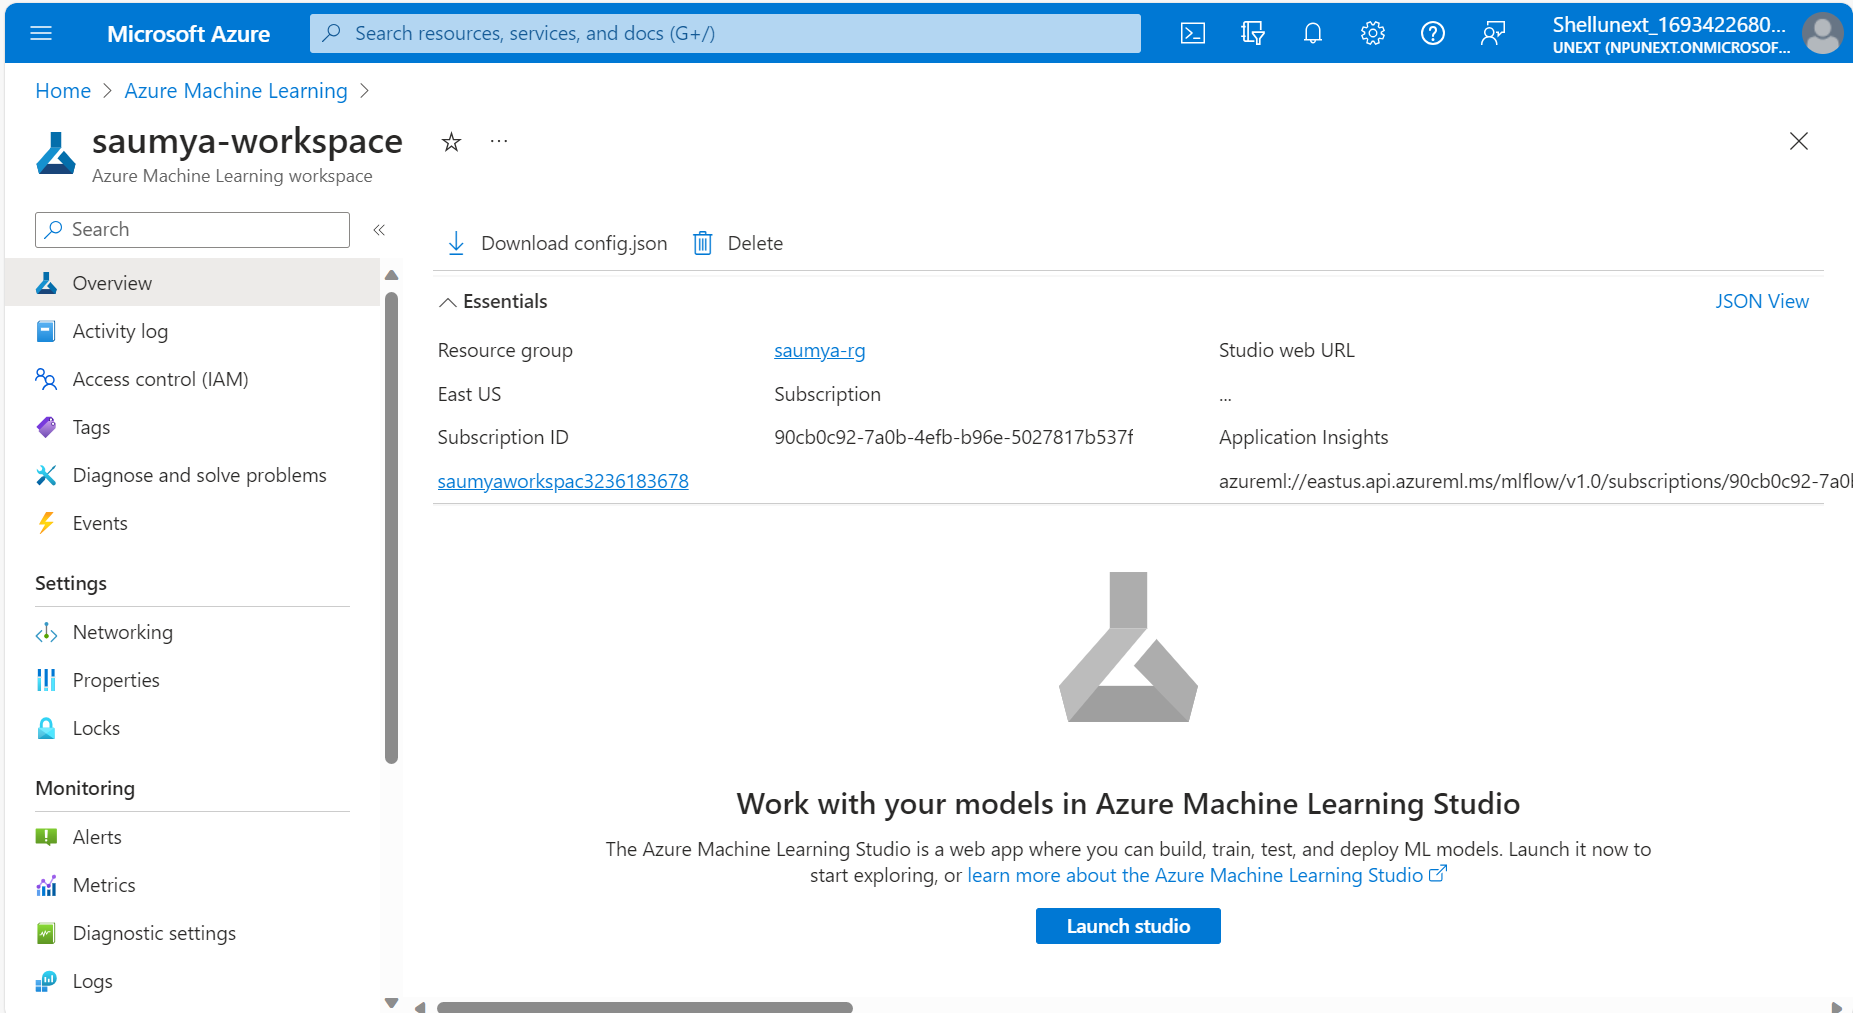 Microsoft Azure
Search resources, services, and docs (G+/)
Shellunext_1693422680...
UNEXT (NPUNEXT.ONMICROSOF...
Home > Azure Machine Learning >
saumya-workspace
Azure Machine Learning workspace
Search
Download config.json
Delete
Overview
Activity log
Access control (IAM)
Tags
Diagnose and solve problems
Events
Settings
Networking
Properties
Locks
Monitoring
Alerts
Metrics
Diagnostic settings
Logs
Essentials
JSON View
Resource group
saumya-rg
Studio web URL
East US
Subscription
...
Subscription ID
90cb0c92-7a0b-4efb-b96e-5027817b537f
Application Insights
saumyaworkspac3236183678
azureml://eastus.api.azureml.ms/mlflow/v1.0/subscriptions/90cb0c92-7a0
Work with your models in Azure Machine Learning Studio
The Azure Machine Learning Studio is a web app where you can build, train, test, and deploy ML models. Launch it now to
start exploring, or learn more about the Azure Machine Learning Studio
Launch studio